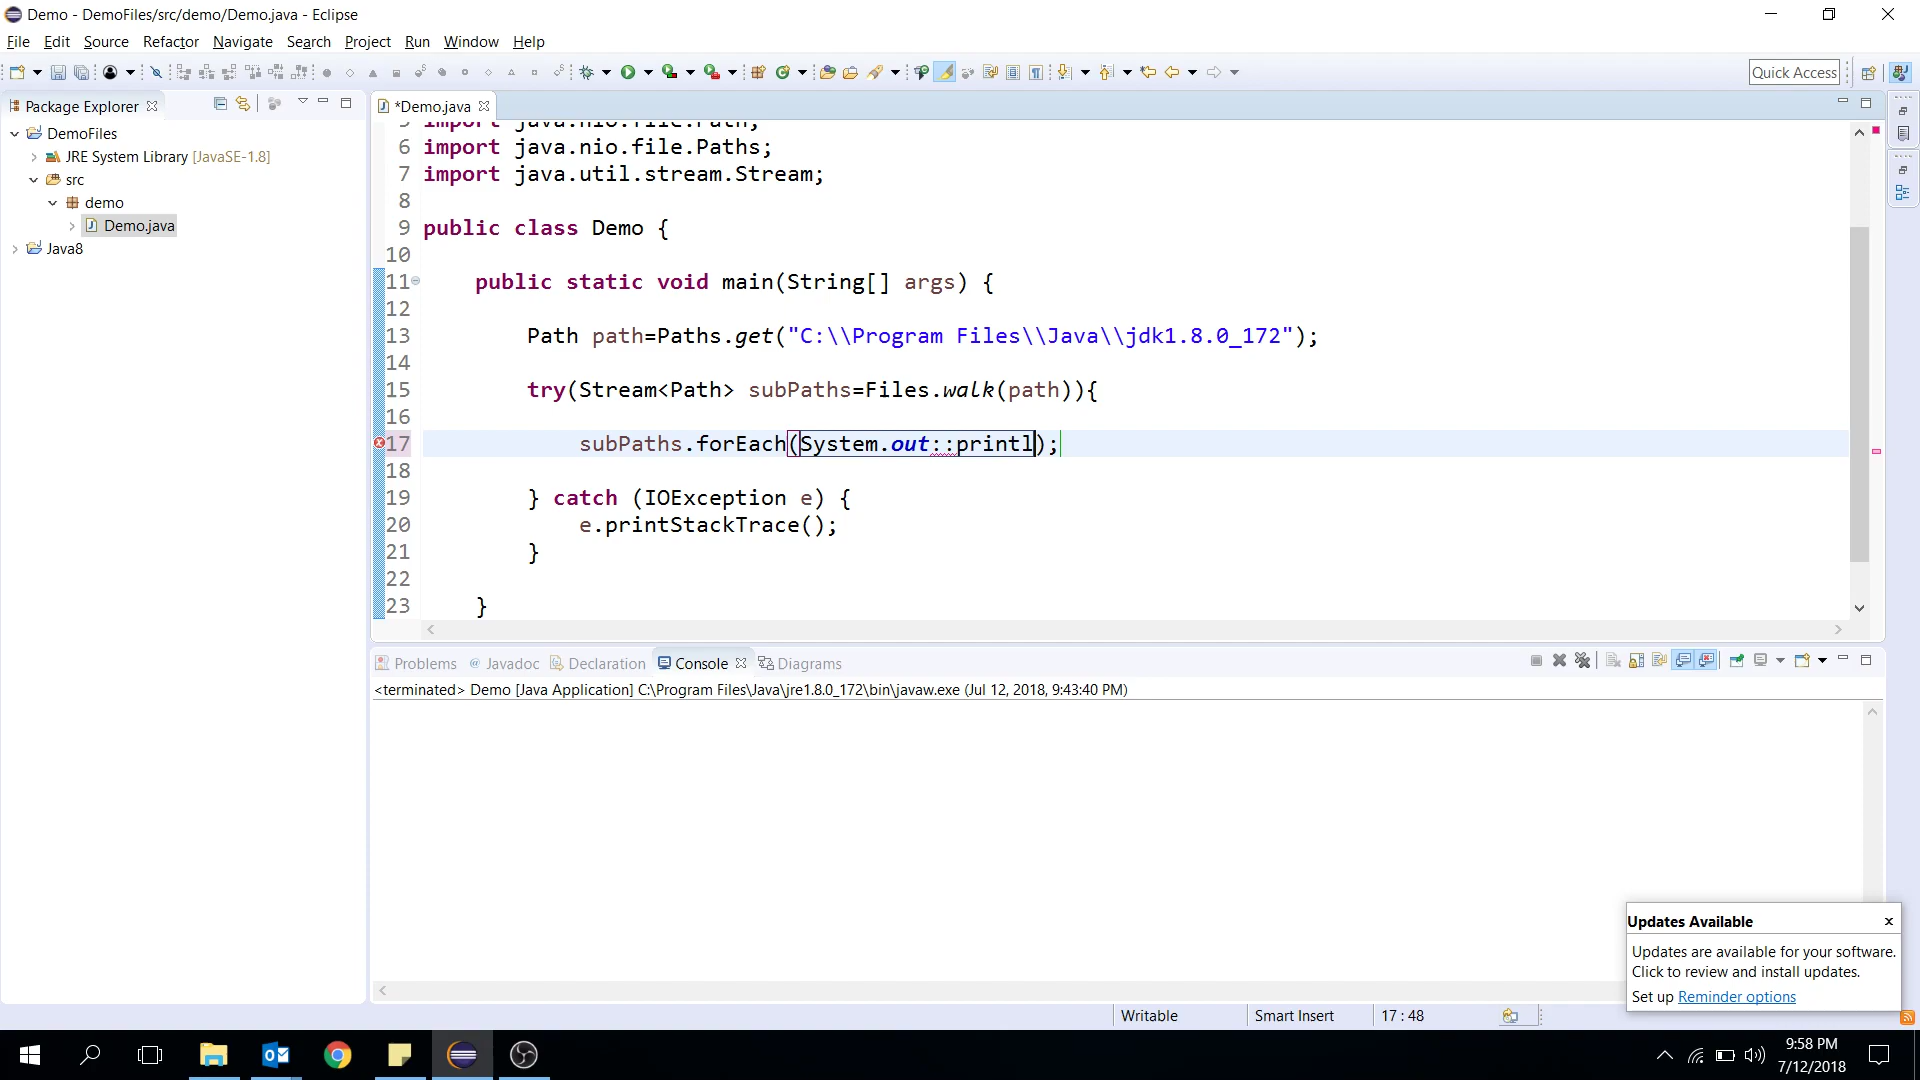 Demo - DemoFiles/src/demo/Demo.java - Eclipse
File Edit Source Refactor Navigate Search Project Run Window Help
Quick Access
Package Explorer
DemoFiles
JRE System Library [JavaSE-1.8]
src
demo
Demo.java
Java8
*Demo.java
5 import java.nio.file.Path;
6 import java.nio.file.Paths;
7 import java.util.stream.Stream;
8
9 public class Demo {
10
11 public static void main(String[] args) {
12
13 Path path=Paths.get("C:\\Program Files\\Java\\jdk1.8.0_172");
14
15 try(Stream<Path> subPaths=Files.walk(path)){
16
17 subPaths.forEach(System.out::printl);
18
19 } catch (IOException e) {
20 e.printStackTrace();
21 }
22
23 }
Problems @ Javadoc Declaration Console Diagrams
<terminated> Demo [Java Application] C:\Program Files\Java\jre1.8.0_172\bin\javaw.exe (Jul 12, 2018, 9:43:40 PM)
Updates Available x
Updates are available for your software.
Click to review and install updates.
Set up Reminder options
Writable Smart Insert 17 : 48
9:58 PM
7/12/2018